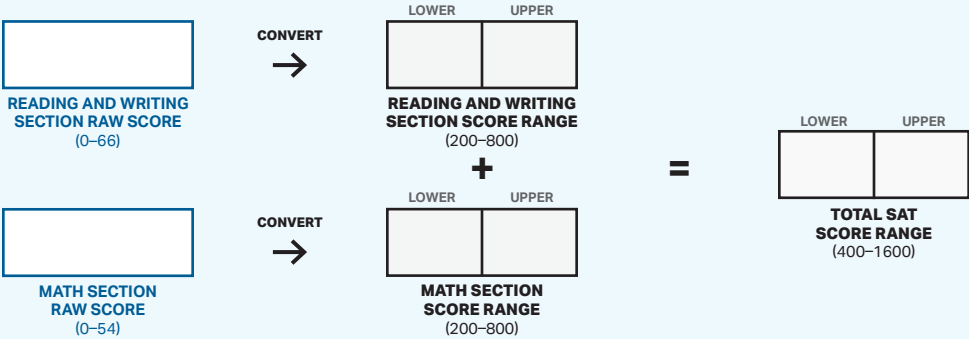 LOWER UPPER
CONVERT
→
READING AND WRITING
SECTION RAW SCORE
(0–66)
READING AND WRITING
SECTION SCORE RANGE
(200–800)
+
=
LOWER UPPER
TOTAL SAT
SCORE RANGE
(400–1600)
LOWER UPPER
CONVERT
→
MATH SECTION
RAW SCORE
(0–54)
MATH SECTION
SCORE RANGE
(200–800)